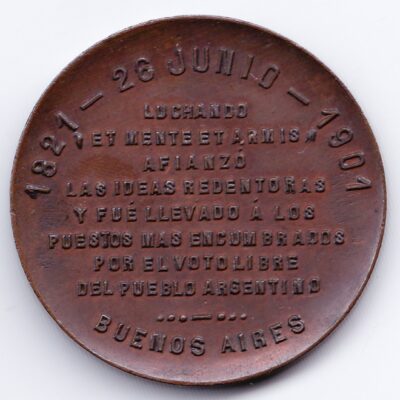 1821 — 26 JUNIO — 1901
LUCHANDO
ET MENTE ET ARMIS
AFIANZÓ
LAS IDEAS REDENTORAS
Y FUÉ LLEVADO Á LOS
PUESTOS MAS ENCUMBRADOS
POR EL VOTO LIBRE
DEL PUEBLO ARGENTINO
BUENOS AIRES